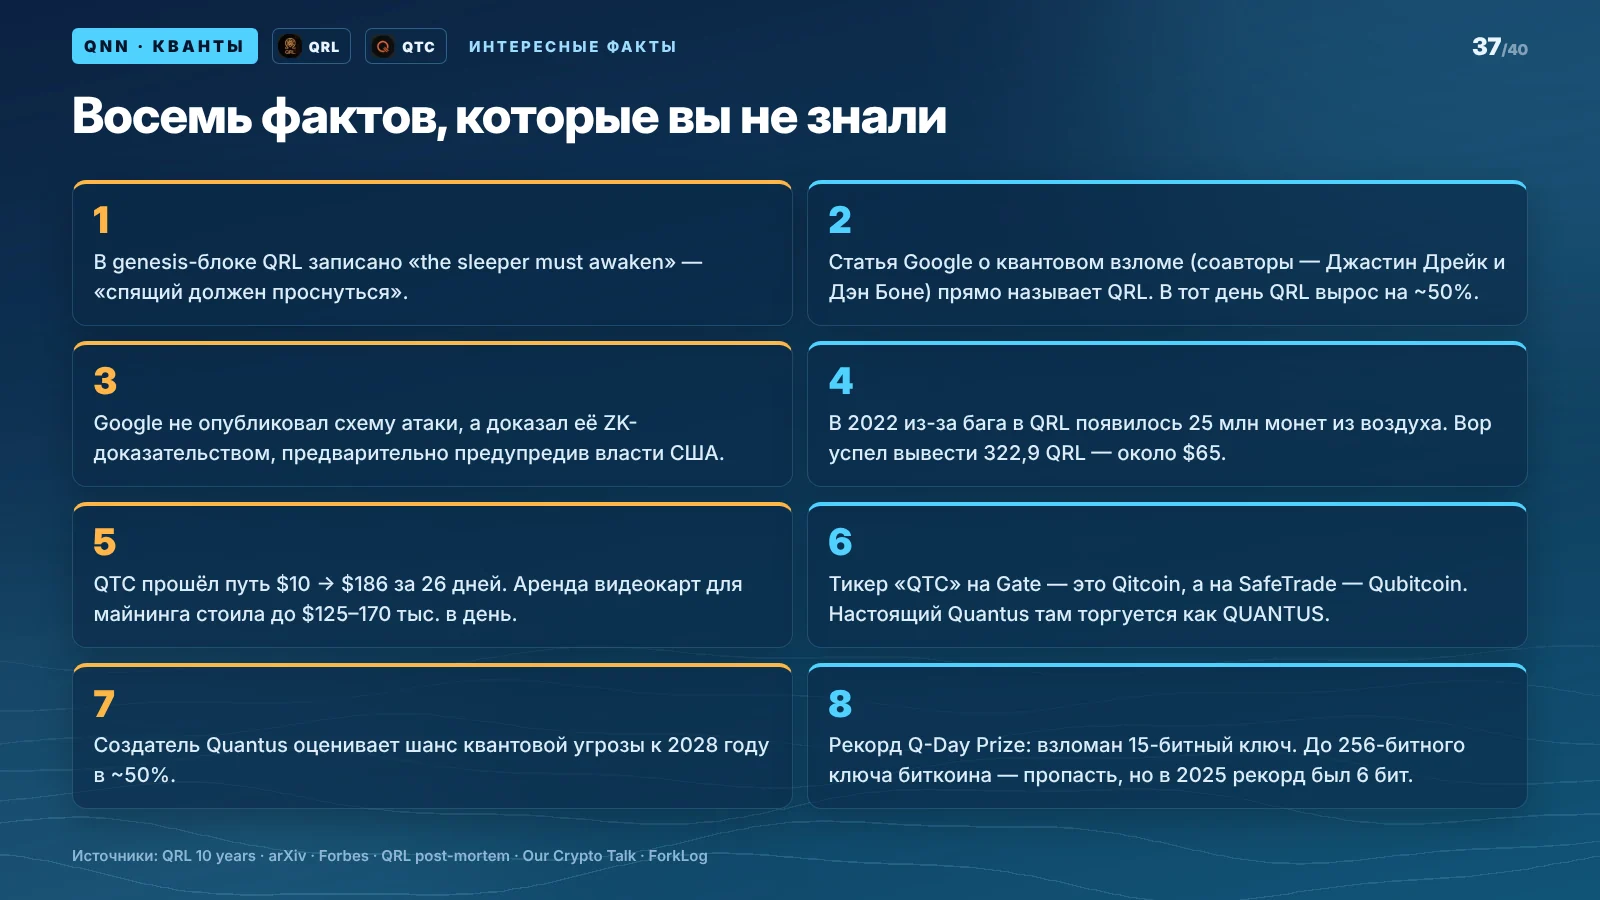 QNN · КВАНТЫ
QRL
QTC
ИНТЕРЕСНЫЕ ФАКТЫ
37/40
Восемь фактов, которые вы не знали
1
В genesis-блоке QRL записано «the sleeper must awaken» —
«спящий должен проснуться».
2
Статья Google о квантовом взломе (соавторы — Джастин Дрейк и
Дэн Боне) прямо называет QRL. В тот день QRL вырос на ~50%.
3
Google не опубликовал схему атаки, а доказал её ZK-
доказательством, предварительно предупредив власти США.
4
В 2022 из-за бага в QRL появилось 25 млн монет из воздуха. Вор
успел вывести 322,9 QRL — около $65.
5
QTC прошёл путь $10 → $186 за 26 дней. Аренда видеокарт для
майнинга стоила до $125–170 тыс. в день.
6
Тикер «QTC» на Gate — это Qitcoin, а на SafeTrade — Qubitcoin.
Настоящий Quantus там торгуется как QUANTUS.
7
Создатель Quantus оценивает шанс квантовой угрозы к 2028 году
в ~50%.
8
Рекорд Q-Day Prize: взломан 15-битный ключ. До 256-битного
ключа биткоина — пропасть, но в 2025 рекорд был 6 бит.
Источники: QRL 10 years · arXiv · Forbes · QRL post-mortem · Our Crypto Talk · ForkLog